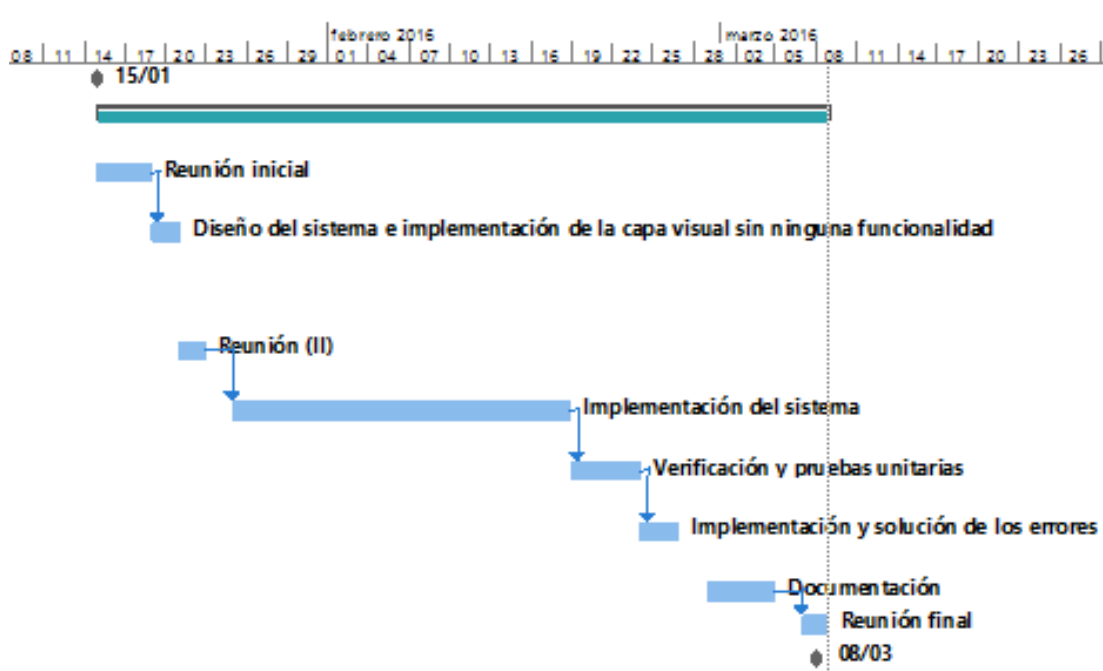 febrero 2016 marzo 2016
08 11 14 17 20 23 26 29 01 04 07 10 13 16 19 22 25 28 02 05 08 11 14 17 20 23 26
15/01
Reunión inicial
Diseño del sistema e implementación de la capa visual sin ninguna funcionalidad
Reunión (II)
Implementación del sistema
Verificación y pruebas unitarias
Implementación y solución de los errores
Documentación
Reunión final
08/03